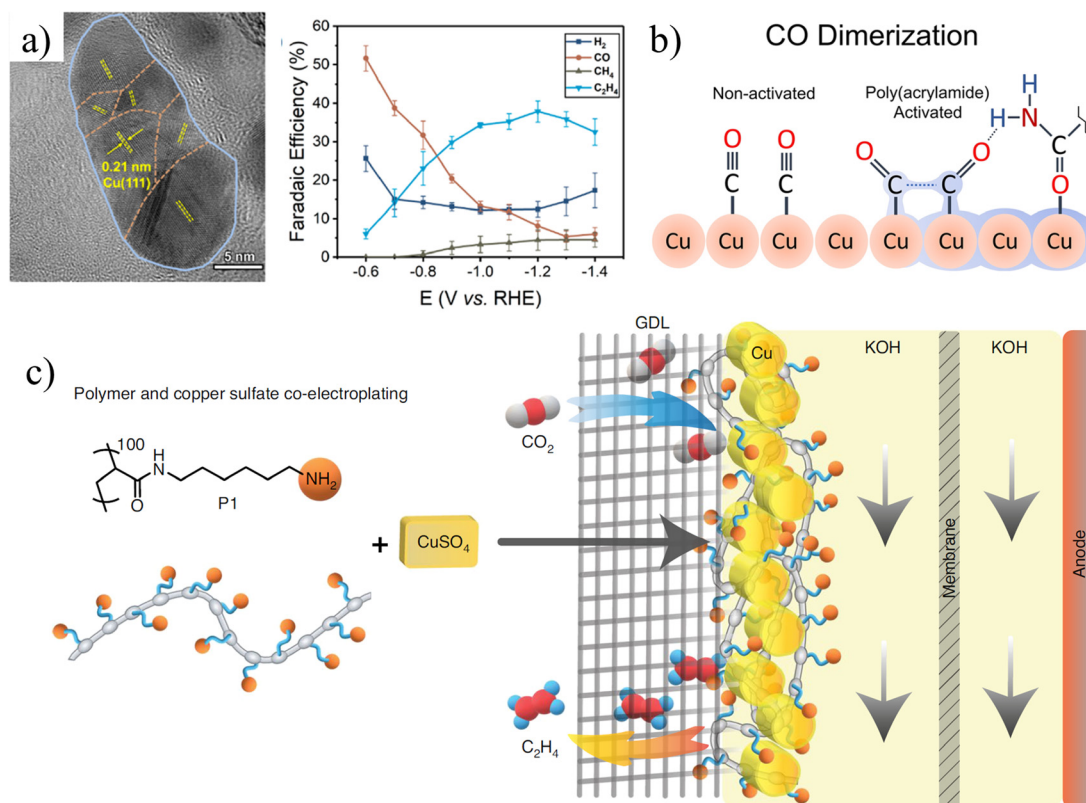 a)
0.21 nm
Cu(111)
5 nm
Faradaic Efficiency (%)
60
50
40
30
20
10
0
H₂
CO
CH₄
C₂H₄
-0.6 -0.8 -1.0 -1.2 -1.4
E (V vs. RHE)
b)
CO Dimerization
Non-activated
Poly(acrylamide)
Activated
O O O O H N
H
C C C C C
O
Cu Cu Cu Cu Cu Cu Cu Cu
c)
Polymer and copper sulfate co-electroplating
100
H
N
NH₂
O
P1
+
CuSO₄
GDL
CO₂
C₂H₄
Cu
KOH
Membrane
KOH
Anode